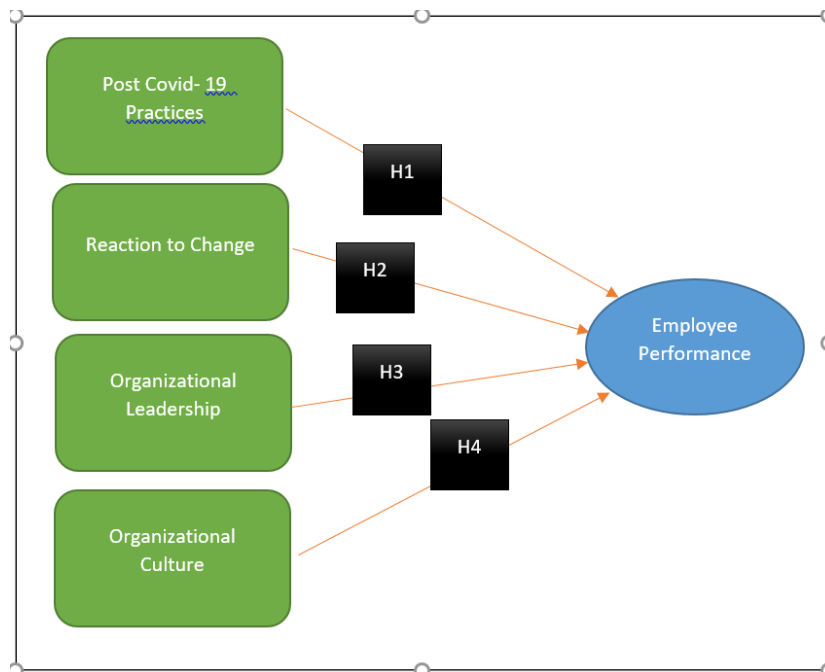 Post Covid- 19
Practices
H1
Reaction to Change
H2
Employee
Performance
H3
Organizational
Leadership
H4
Organizational
Culture